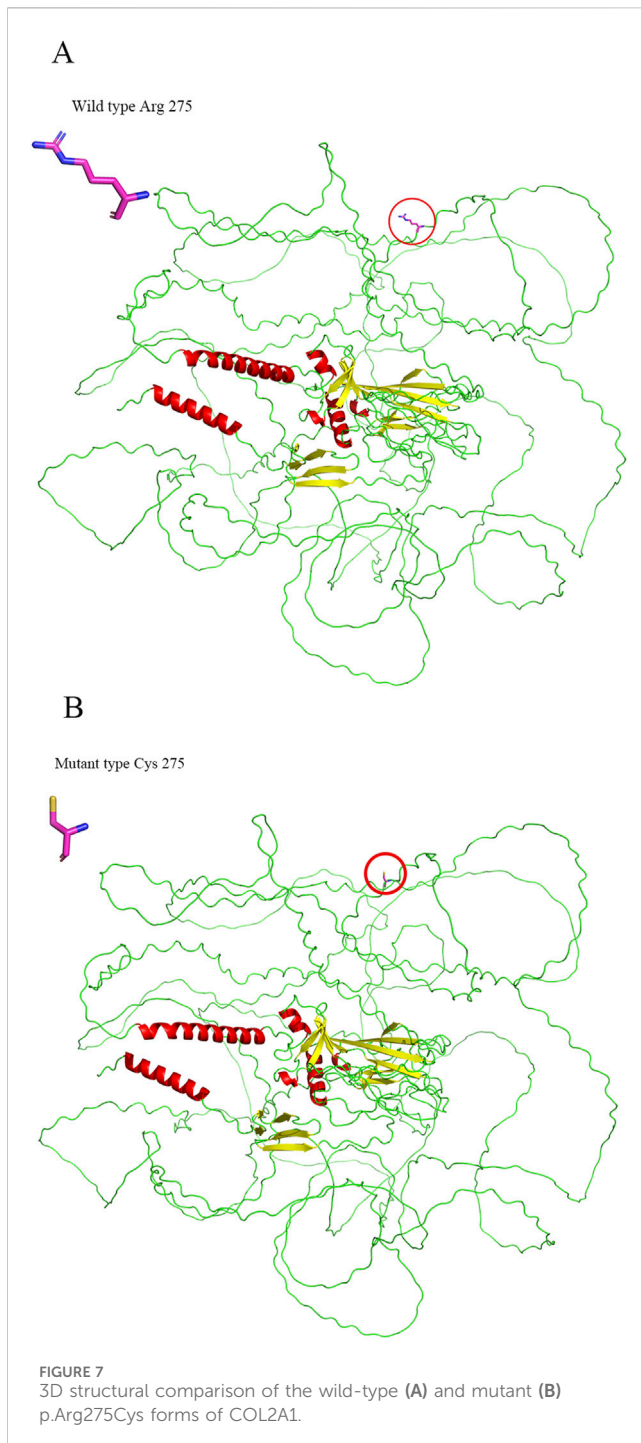 A
Wild type Arg 275
B
Mutant type Cys 275
FIGURE 7
3D structural comparison of the wild-type (A) and mutant (B)
p.Arg275Cys forms of COL2A1.